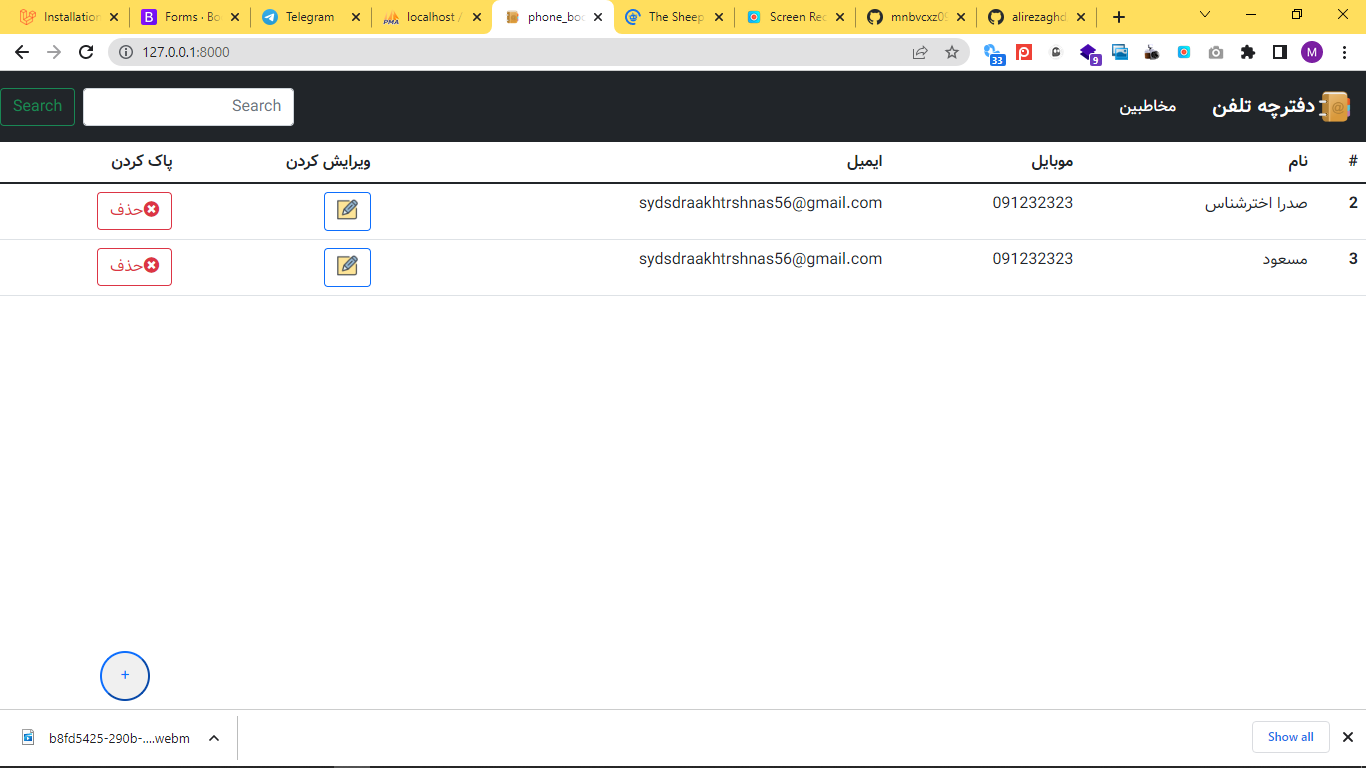 Installation
Forms · Bo
Telegram
localhost /
phone_boo
The Sheep
Screen Rec
mnbvcxz09
alirezaghd
127.0.0.1:8000
33
9
M
دفترچه تلفن
مخاطبین
Search
Search
# نام موبایل ایمیل ویرایش کردن پاک کردن
2 صدرا اخترشناس 091232323 sydsdraakhtrshnas56@gmail.com حذف
3 مسعود 091232323 sydsdraakhtrshnas56@gmail.com حذف
+
b8fd5425-290b-....webm
Show all